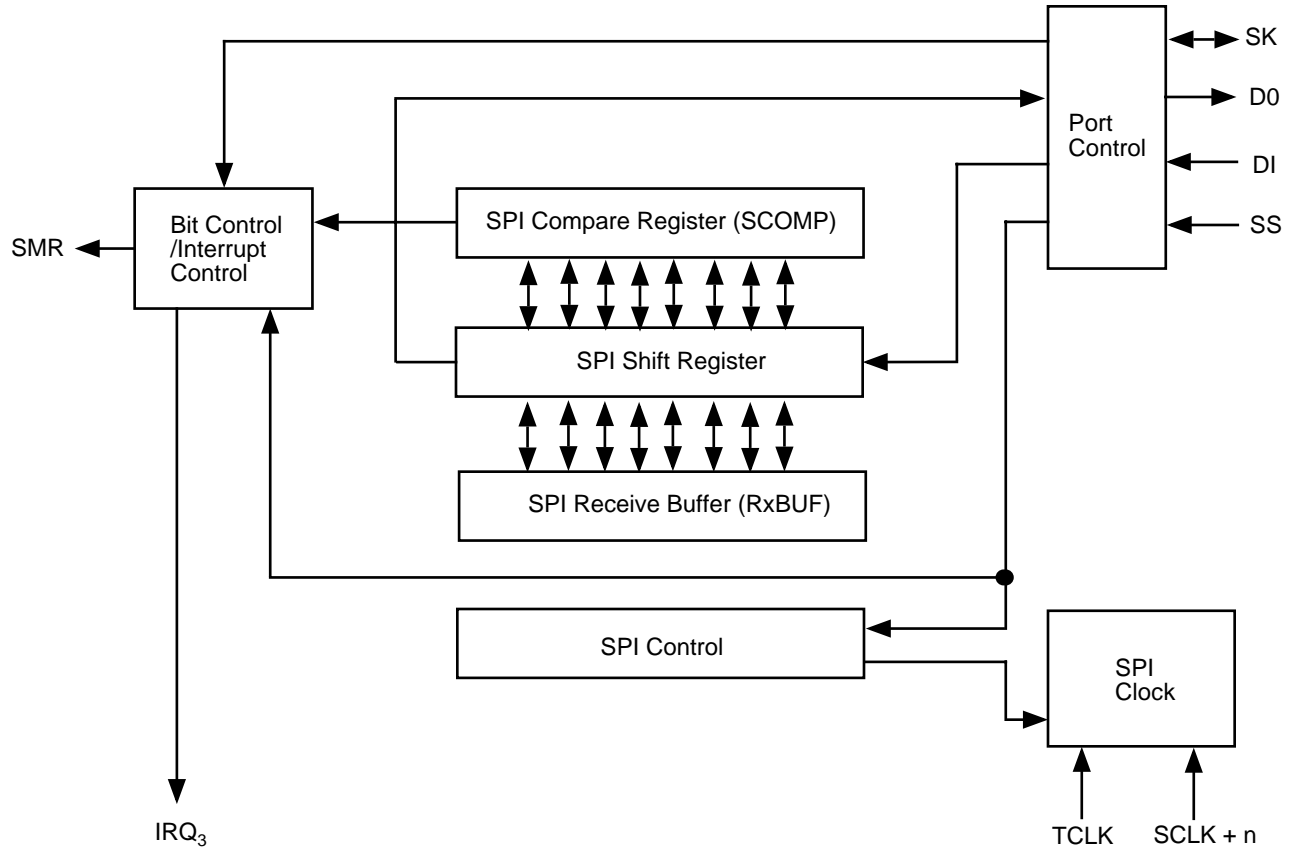 SK
D0
Port
Control
DI
SS
Bit Control
/Interrupt
Control
SMR
SPI Compare Register (SCOMP)
SPI Shift Register
SPI Receive Buffer (RxBUF)
SPI Control
SPI
Clock
IRQ₃
TCLK
SCLK + n